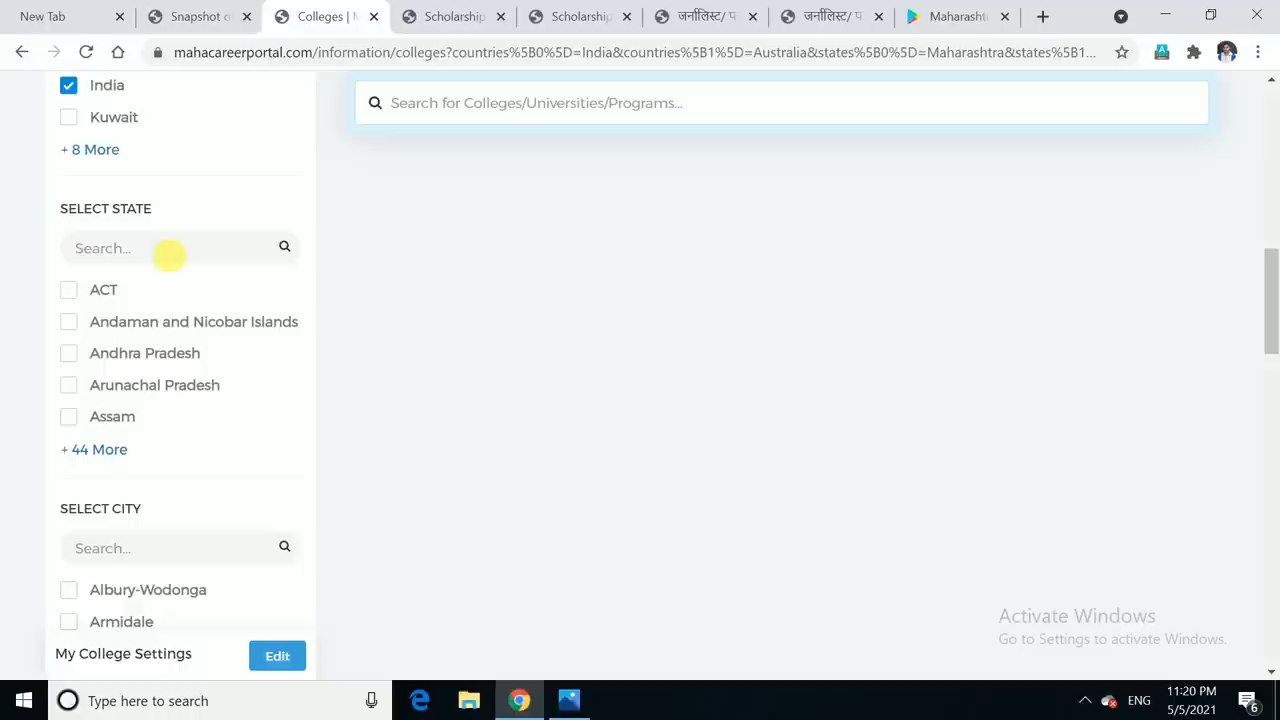 New Tab
Snapshot o
Colleges | M
Scholarship
Scholarship
जर्नालिस्ट/ प
जर्नालिस्ट/ प
Maharasht
mahacareerportal.com/information/colleges?countries%5B0%5D=India&countries%5B1%5D=Australia&states%5B0%5D=Maharashtra&states%5B1...
India
Kuwait
+ 8 More
Search for Colleges/Universities/Programs...
SELECT STATE
Search...
ACT
Andaman and Nicobar Islands
Andhra Pradesh
Arunachal Pradesh
Assam
+ 44 More
SELECT CITY
Search...
Albury-Wodonga
Armidale
My College Settings
Edit
Activate Windows
Go to Settings to activate Windows.
Type here to search
ENG
11:20 PM
5/5/2021
6